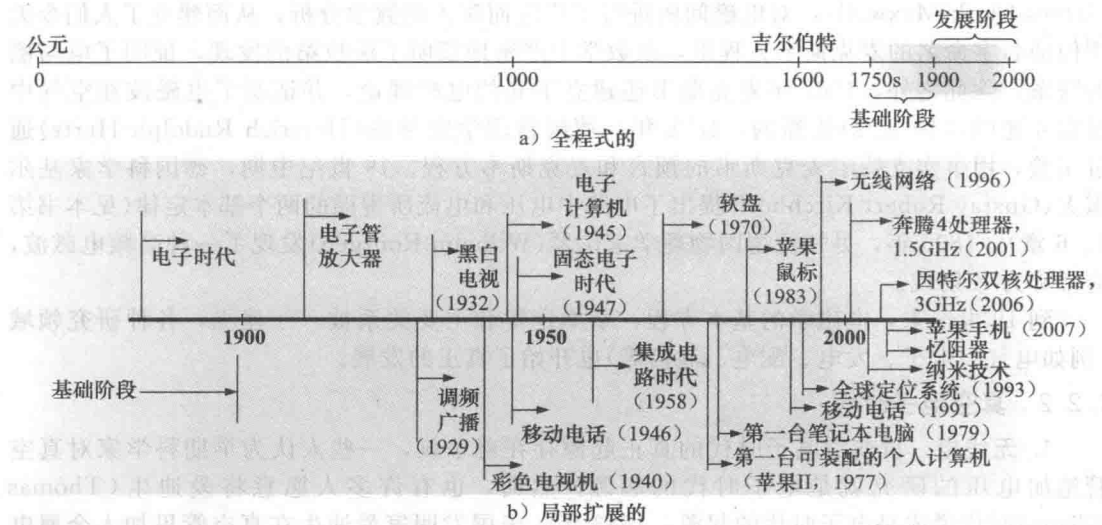 发展阶段
公元
吉尔伯特
0
1000
1600
1750s
1900
2000
基础阶段
a) 全程式的
电子时代
电子管
放大器
黑白
电视
(1932)
电子
计算机
(1945)
固态电子
时代
(1947)
软盘
(1970)
苹果
鼠标
(1983)
无线网络(1996)
奔腾4处理器,
1.5GHz(2001)
因特尔双核处理器,
3GHz(2006)
1900
1950
2000
苹果手机(2007)
忆阻器
纳米技术
基础阶段
调频
广播
(1929)
集成电
路时代
(1958)
全球定位系统(1993)
移动电话(1991)
移动电话(1946)
第一台笔记本电脑(1979)
彩色电视机(1940)
第一台可装配的个人计算机
(苹果II, 1977)
b) 局部扩展的